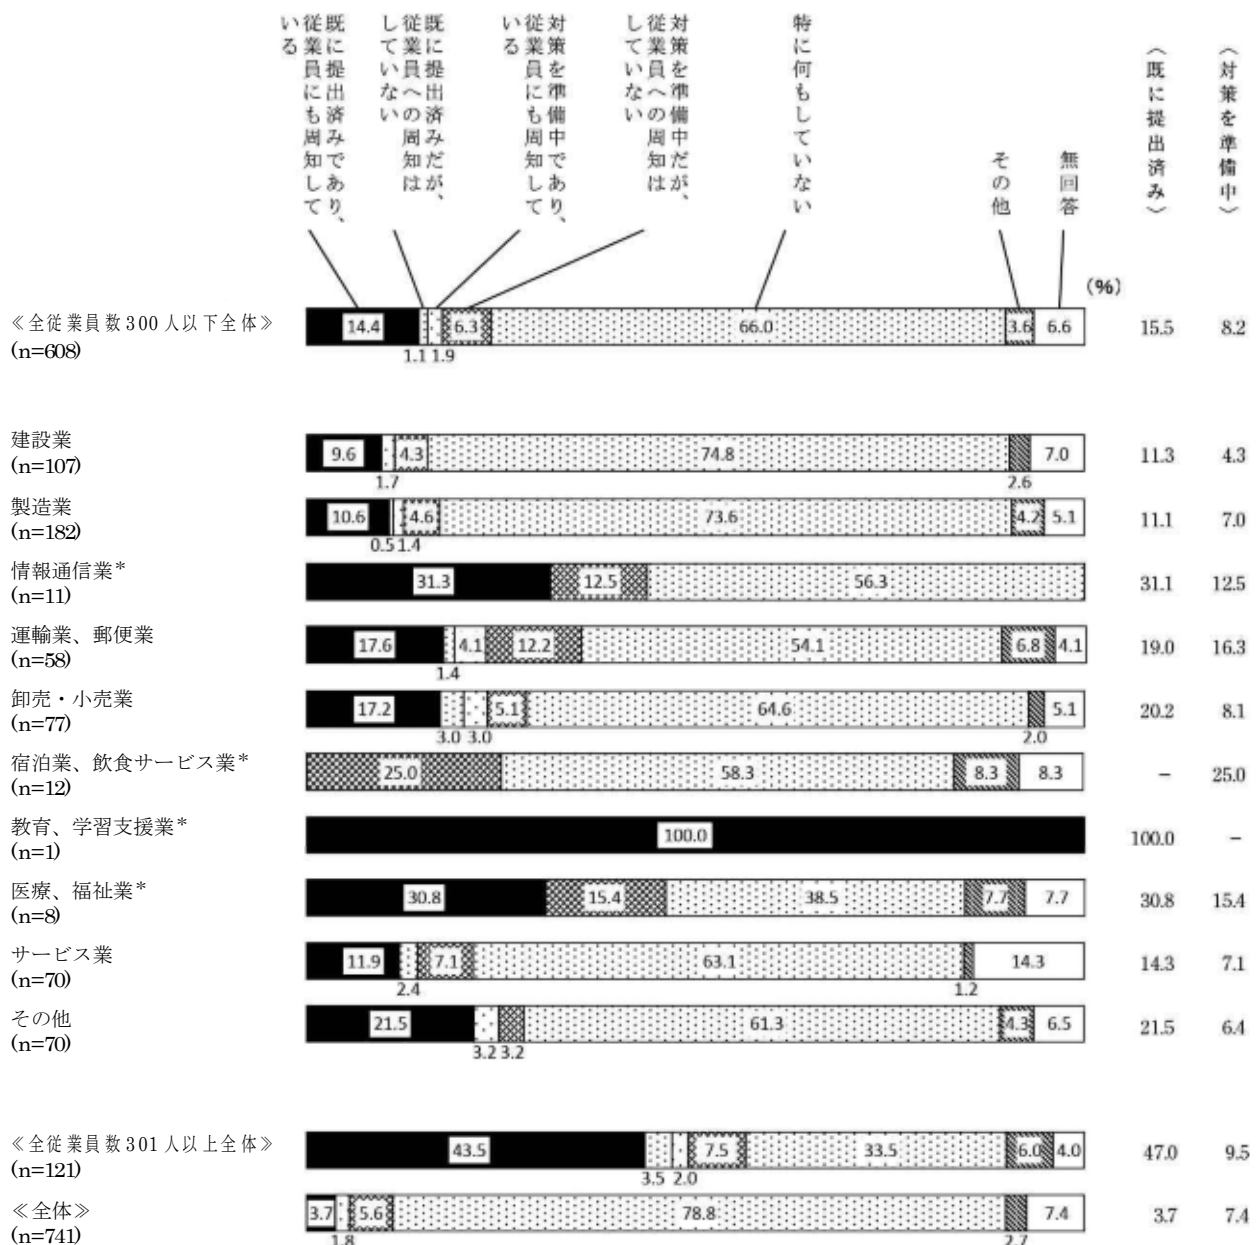 既に提出済みであり、
従業員にも周知して
いる
既に提出済みだが、
従業員への周知は
していない
対策を準備中であり、
従業員にも周知して
いる
対策を準備中だが、
従業員への周知は
していない
特に何もしていない
その他
無回答
〈既に提出済み〉
〈対策を準備中〉
(%)
≪全従業員数300人以下全体≫
(n=608)
14.4 6.3 66.0 3.6 6.6 15.5 8.2
1.1 1.9
建設業
(n=107)
9.6 4.3 74.8 7.0 11.3 4.3
1.7 2.6
製造業
(n=182)
10.6 4.6 73.6 4.2 5.1 11.1 7.0
0.5 1.4
情報通信業*
(n=11)
31.3 12.5 56.3 31.1 12.5
運輸業、郵便業
(n=58)
17.6 4.1 12.2 54.1 6.8 4.1 19.0 16.3
1.4
卸売・小売業
(n=77)
17.2 5.1 64.6 5.1 20.2 8.1
3.0 3.0 2.0
宿泊業、飲食サービス業*
(n=12)
25.0 58.3 8.3 8.3 − 25.0
教育、学習支援業*
(n=1)
100.0 100.0 −
医療、福祉業*
(n=8)
30.8 15.4 38.5 7.7 7.7 30.8 15.4
サービス業
(n=70)
11.9 7.1 63.1 14.3 14.3 7.1
2.4 1.2
その他
(n=70)
21.5 61.3 4.3 6.5 21.5 6.4
3.2 3.2
≪全従業員数301人以上全体≫
(n=121)
43.5 7.5 33.5 6.0 4.0 47.0 9.5
3.5 2.0
≪全体≫
(n=741)
3.7 5.6 78.8 7.4 3.7 7.4
1.8 2.7